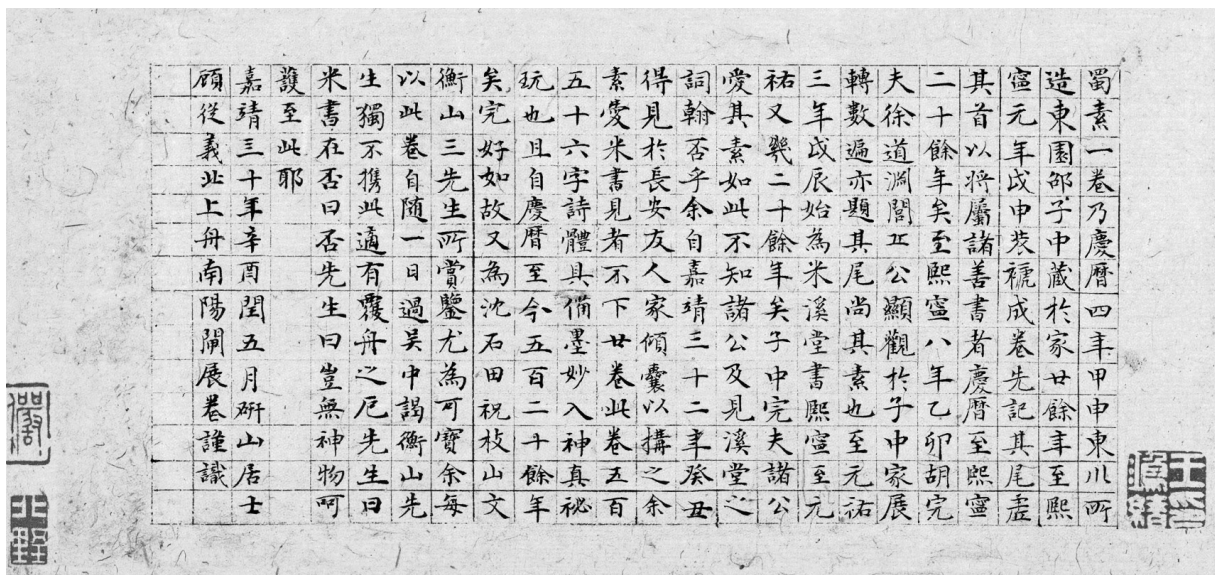 蜀素一卷乃慶曆四年甲申東川所
造東園邵子中藏於家廿餘年至熙
寧元年戊申裝褫成卷先記其尾虛
其首以將屬諸善書者慶曆至熙寧
二十餘年矣至熙寧八年乙卯胡完
夫徐道淵閭丘公顯觀於子中家展
轉數遍亦題其尾尚其素也至元祐
三年戊辰始為米溪堂書熙寧至元
祐又幾二十餘年矣子中完夫諸公
愛其素如此不知諸公及見溪堂之
詞翰否乎余自嘉靖三十二年癸丑
得見於長安友人家傾囊以購之余
素愛米書見者不下廿卷此卷五百
五十六字詩體具備墨妙入神真祕
玩也且自慶曆至今五百二十餘年
矣完好如故又為沈石田祝枝山文
衡山三先生所賞鑒尤為可寶余每
以此卷自隨一日過吳中謁衡山先
生獨不攜此適有覆舟之厄先生曰
米書在否曰否先生曰豈無神物呵
護至此耶
嘉靖三十年辛酉閏五月研山居士
顧從義北上舟南陽閘展卷謹識